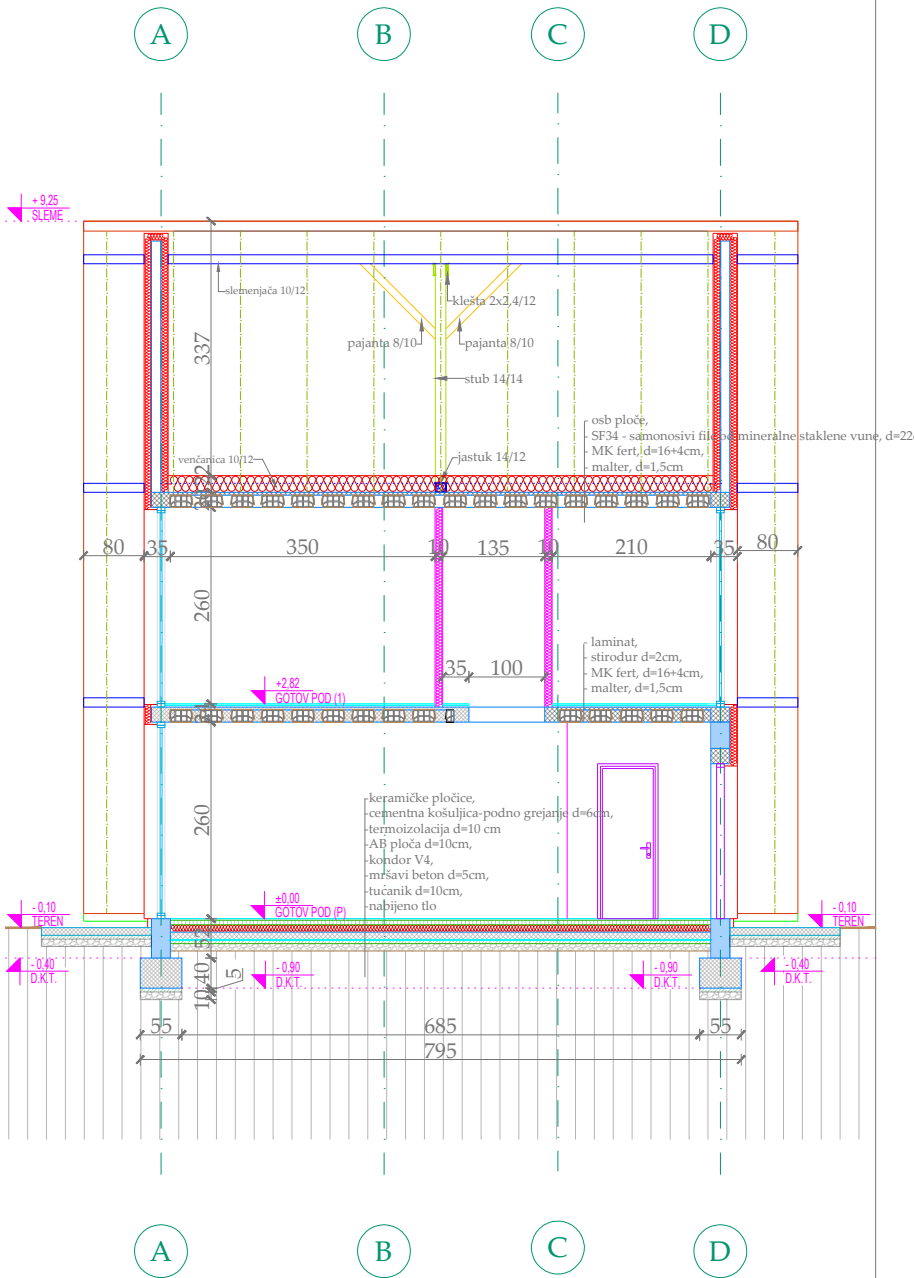 A
B
C
D
+ 9,25
SLEME
slemenjača 10/12
klešta 2x2,4/12
pajanta 8/10
pajanta 8/10
337
stub 14/14
osb ploče,
SF34 - samonosivi filc od mineralne staklene vune, d=22
MK fert, d=16+4cm,
malter, d=1,5cm
venčanica 10/12
jastuk 14/12
22
80
35
350
10
135
10
210
35
80
260
laminat,
stirodur d=2cm,
MK fert, d=16+4cm,
malter, d=1,5cm
35
100
+2,82
GOTOV POD (1)
260
-keramičke pločice,
-cementna košuljica-podno grejanje d=6cm,
-termoizolacija d=10 cm
-AB ploča d=10cm,
-kondor V4,
-mršavi beton d=5cm,
-tucanik d=10cm,
-nabijeno tlo
- 0,10
TEREN
±0,00
GOTOV POD (P)
- 0,10
TEREN
52
- 0,40
D.K.T.
40
5
10
- 0,90
D.K.T.
- 0,90
D.K.T.
- 0,40
D.K.T.
55
685
55
795
A
B
C
D